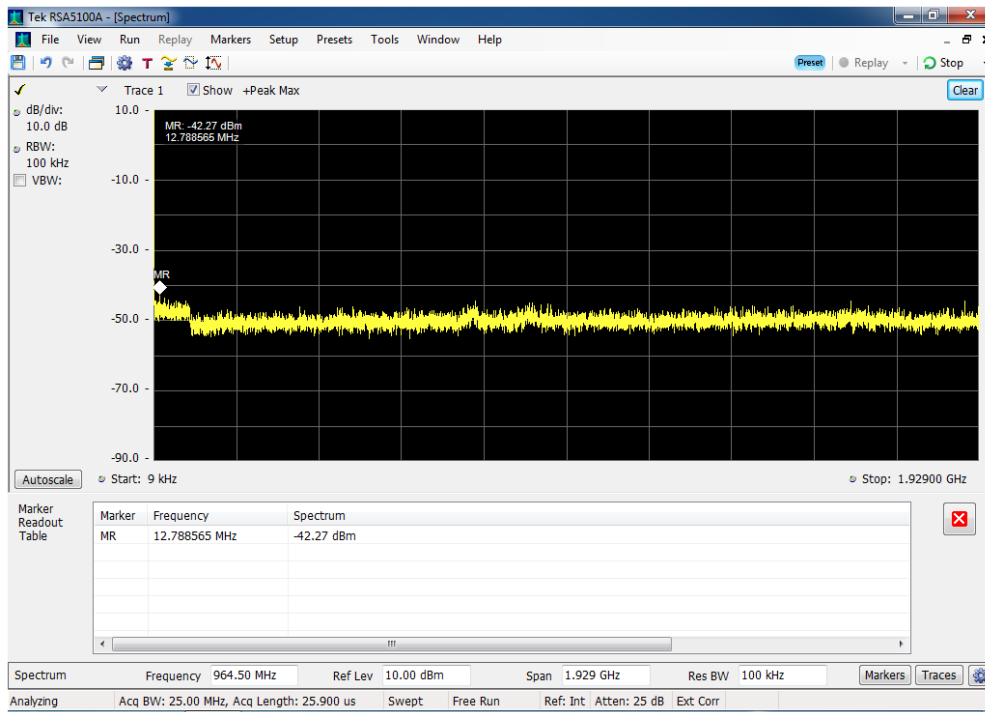 Tek RSA5100A - [Spectrum]
File View Run Replay Markers Setup Presets Tools Window Help
T Preset Replay Stop
Trace 1 Show +Peak Max Clear
dB/div:
10.0 dB
RBW:
100 kHz
VBW:
10.0 -
MR: -42.27 dBm
12.788565 MHz
-10.0 -
-30.0 -
MR
-50.0 -
-70.0 -
-90.0 -
Autoscale Start: 9 kHz Stop: 1.92900 GHz
Marker
Readout
Table
Marker Frequency Spectrum
MR 12.788565 MHz -42.27 dBm
Spectrum Frequency 964.50 MHz Ref Lev 10.00 dBm Span 1.929 GHz Res BW 100 kHz Markers Traces
Analyzing Acq BW: 25.00 MHz, Acq Length: 25.900 us Swept Free Run Ref: Int Atten: 25 dB Ext Corr